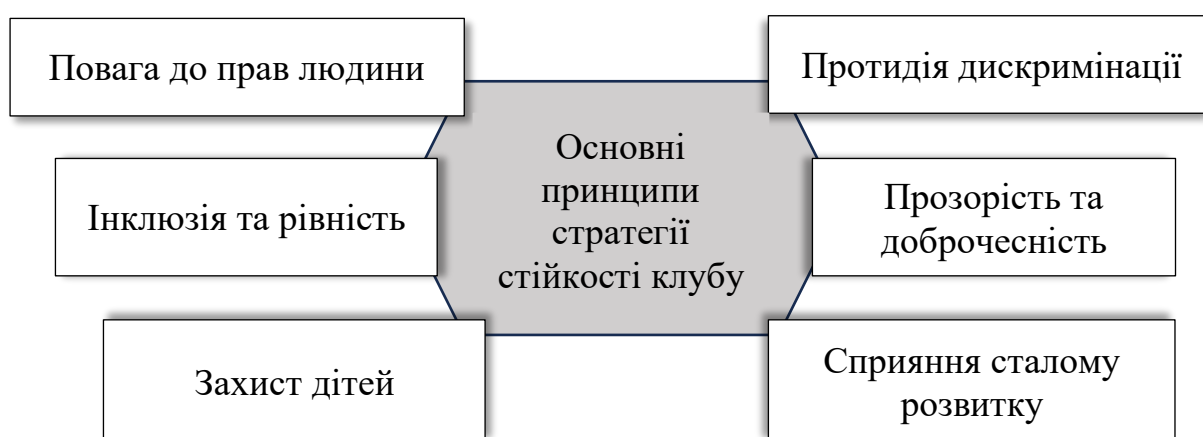 Повага до прав людини
Протидія дискримінації
Основні
принципи
стратегії
стійкості клубу
Інклюзія та рівність
Прозорість та
доброчесність
Захист дітей
Сприяння сталому
розвитку